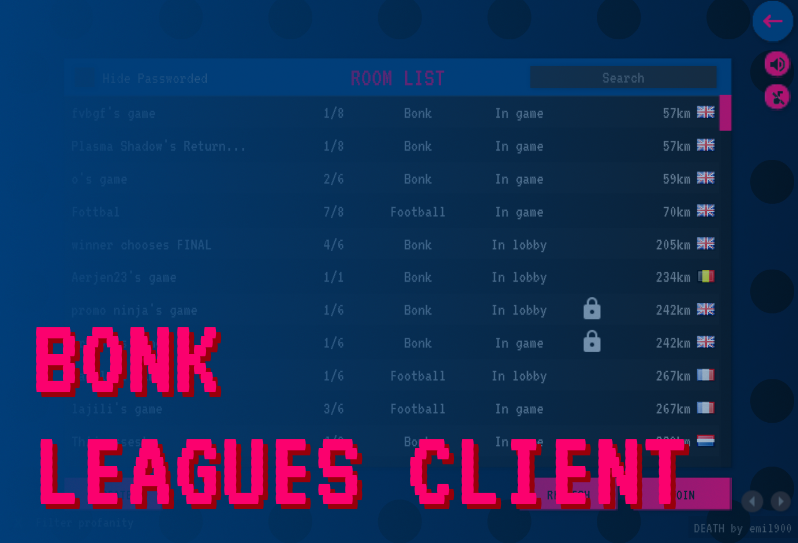 Hide Passworded ROOM LIST Search
fvbgf's game 1/8 Bonk In game 57km
Plasma Shadow's Return... 1/8 Bonk In game 57km
o's game 2/6 Bonk In game 59km
Fottbal 7/8 Football In game 70km
winner chooses FINAL 4/6 Bonk In lobby 205km
Aerjen23's game 1/1 Bonk In lobby 234km
promo ninja's game 1/6 Bonk In lobby 242km
1/6 Bonk In game 242km
BONK
1/6 Football In lobby 267km
3/6 Football In game 267km
LEAGUES CLIENT
DEATH by emil900